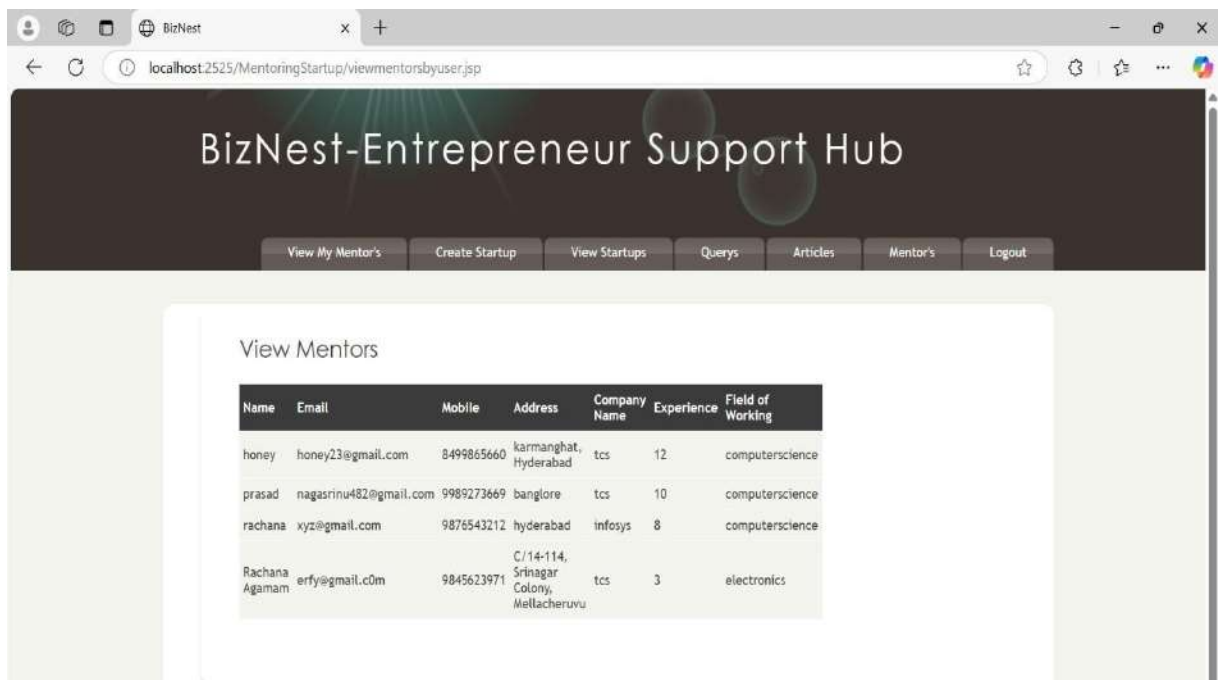 BizNest
localhost:2525/MentoringStartup/viewmentorsbyuser.jsp
BizNest-Entrepreneur Support Hub
View My Mentor's Create Startup View Startups Querys Articles Mentor's Logout
View Mentors
Name Email Mobile Address Company Name Experience Field of Working
honey honey23@gmail.com 8499865660 karmanghat, Hyderabad tcs 12 computerscience
prasad nagasrinu482@gmail.com 9989273669 banglore tcs 10 computerscience
rachana xyz@gmail.com 9876543212 hyderabad infosys 8 computerscience
Rachana Agamam erfy@gmail.c0m 9845623971 C/14-114, Srinagar Colony, Mellacheruvu tcs 3 electronics